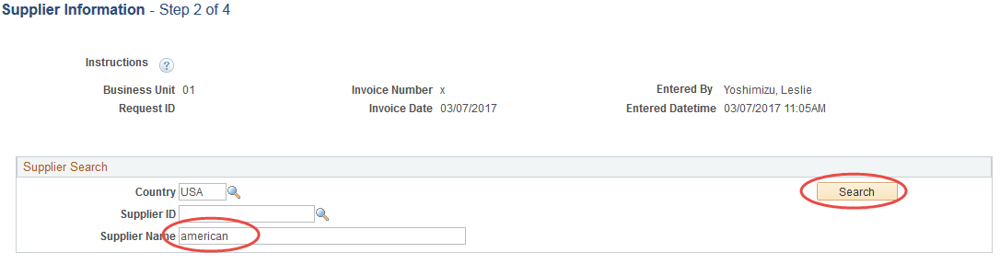 Supplier Information - Step 2 of 4
Instructions ?
Business Unit 01 Invoice Number x Entered By Yoshimizu, Leslie
Request ID Invoice Date 03/07/2017 Entered Datetime 03/07/2017 11:05AM
Supplier Search
Country USA Search
Supplier ID
Supplier Name american